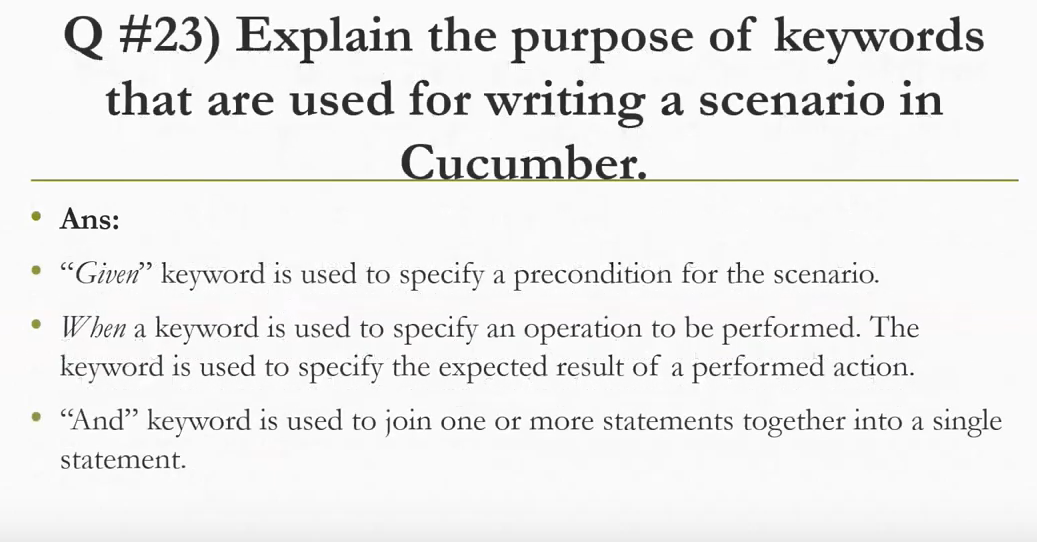 Q #23) Explain the purpose of keywords
that are used for writing a scenario in
Cucumber.
• Ans:
• “Given” keyword is used to specify a precondition for the scenario.
• When a keyword is used to specify an operation to be performed. The
keyword is used to specify the expected result of a performed action.
• “And” keyword is used to join one or more statements together into a single
statement.